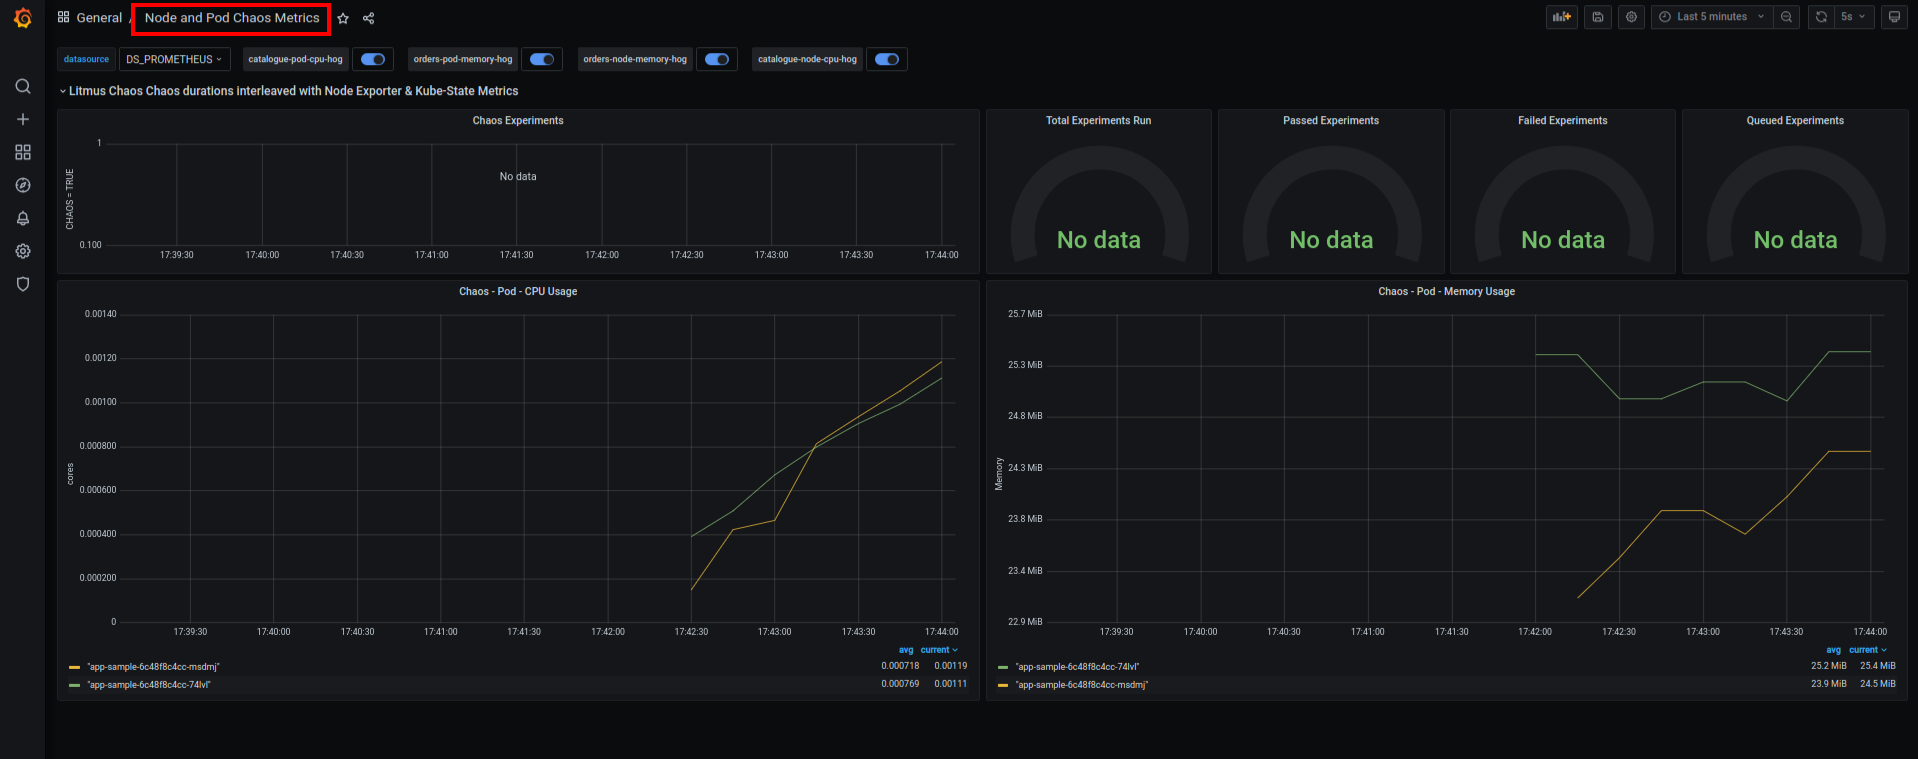 General / Node and Pod Chaos Metrics
Last 5 minutes
5s
datasource DS_PROMETHEUS catalogue-pod-cpu-hog orders-pod-memory-hog orders-node-memory-hog catalogue-node-cpu-hog
Litmus Chaos Chaos durations interleaved with Node Exporter & Kube-State Metrics
Chaos Experiments
CHAOS = TRUE
1
No data
0.100
17:39:30 17:40:00 17:40:30 17:41:00 17:41:30 17:42:00 17:42:30 17:43:00 17:43:30 17:44:00
Total Experiments Run
No data
Passed Experiments
No data
Failed Experiments
No data
Queued Experiments
No data
Chaos - Pod - CPU Usage
cores
0.00140
0.00120
0.00100
0.000800
0.000600
0.000400
0.000200
0
17:39:30 17:40:00 17:40:30 17:41:00 17:41:30 17:42:00 17:42:30 17:43:00 17:43:30 17:44:00
avg current
"app-sample-6c48f8c4cc-msdmj" 0.000718 0.00119
"app-sample-6c48f8c4cc-74lvl" 0.000769 0.00111
Chaos - Pod - Memory Usage
Memory
25.7 MiB
25.3 MiB
24.8 MiB
24.3 MiB
23.8 MiB
23.4 MiB
22.9 MiB
17:39:30 17:40:00 17:40:30 17:41:00 17:41:30 17:42:00 17:42:30 17:43:00 17:43:30 17:44:00
avg current
"app-sample-6c48f8c4cc-74lvl" 25.2 MiB 25.4 MiB
"app-sample-6c48f8c4cc-msdmj" 23.9 MiB 24.5 MiB